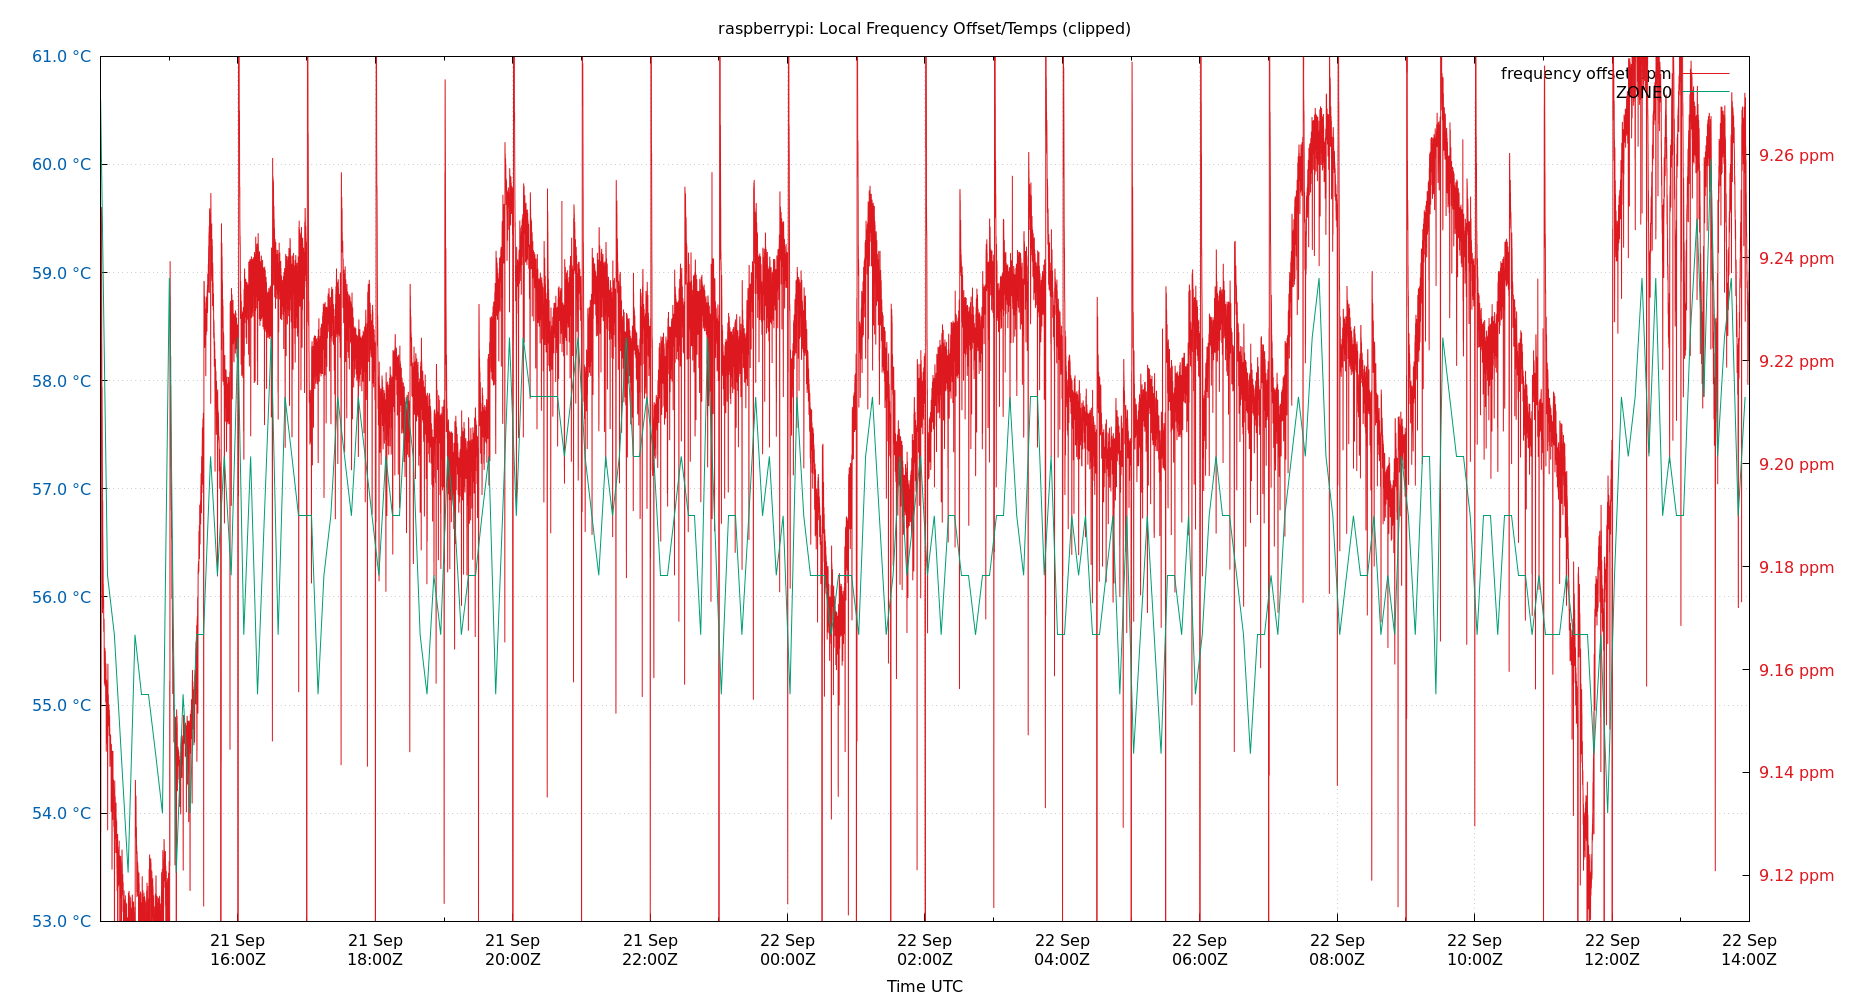 raspberrypi: Local Frequency Offset/Temps (clipped)
61.0 °C
60.0 °C
59.0 °C
58.0 °C
57.0 °C
56.0 °C
55.0 °C
54.0 °C
53.0 °C
frequency offset ppm
ZONE0
9.26 ppm
9.24 ppm
9.22 ppm
9.20 ppm
9.18 ppm
9.16 ppm
9.14 ppm
9.12 ppm
21 Sep 21 Sep 21 Sep 21 Sep 22 Sep 22 Sep 22 Sep 22 Sep 22 Sep 22 Sep 22 Sep 22 Sep
16:00Z 18:00Z 20:00Z 22:00Z 00:00Z 02:00Z 04:00Z 06:00Z 08:00Z 10:00Z 12:00Z 14:00Z
Time UTC